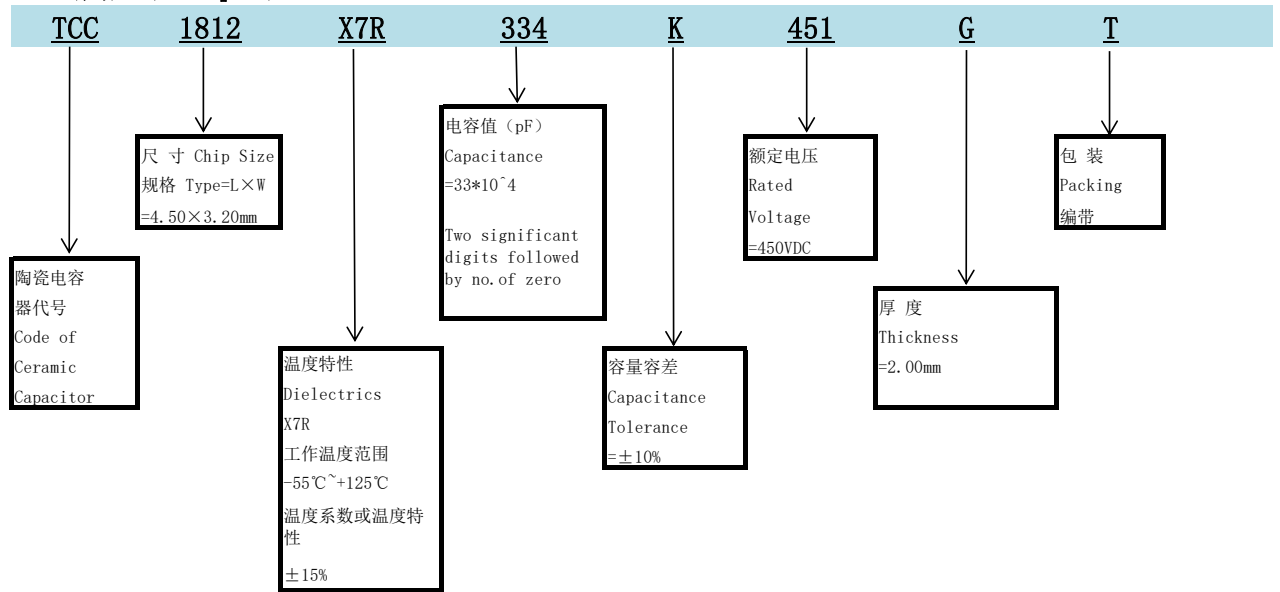 TCC 1812 X7R 334 K 451 G T
陶瓷电容
器代号
Code of
Ceramic
Capacitor
尺 寸 Chip Size
规格 Type=L×W
=4.50×3.20mm
温度特性
Dielectrics
X7R
工作温度范围
-55℃~+125℃
温度系数或温度特
性
±15%
电容值（pF）
Capacitance
=33*10^4
Two significant
digits followed
by no.of zero
容量容差
Capacitance
Tolerance
=±10%
额定电压
Rated
Voltage
=450VDC
厚 度
Thickness
=2.00mm
包 装
Packing
编带